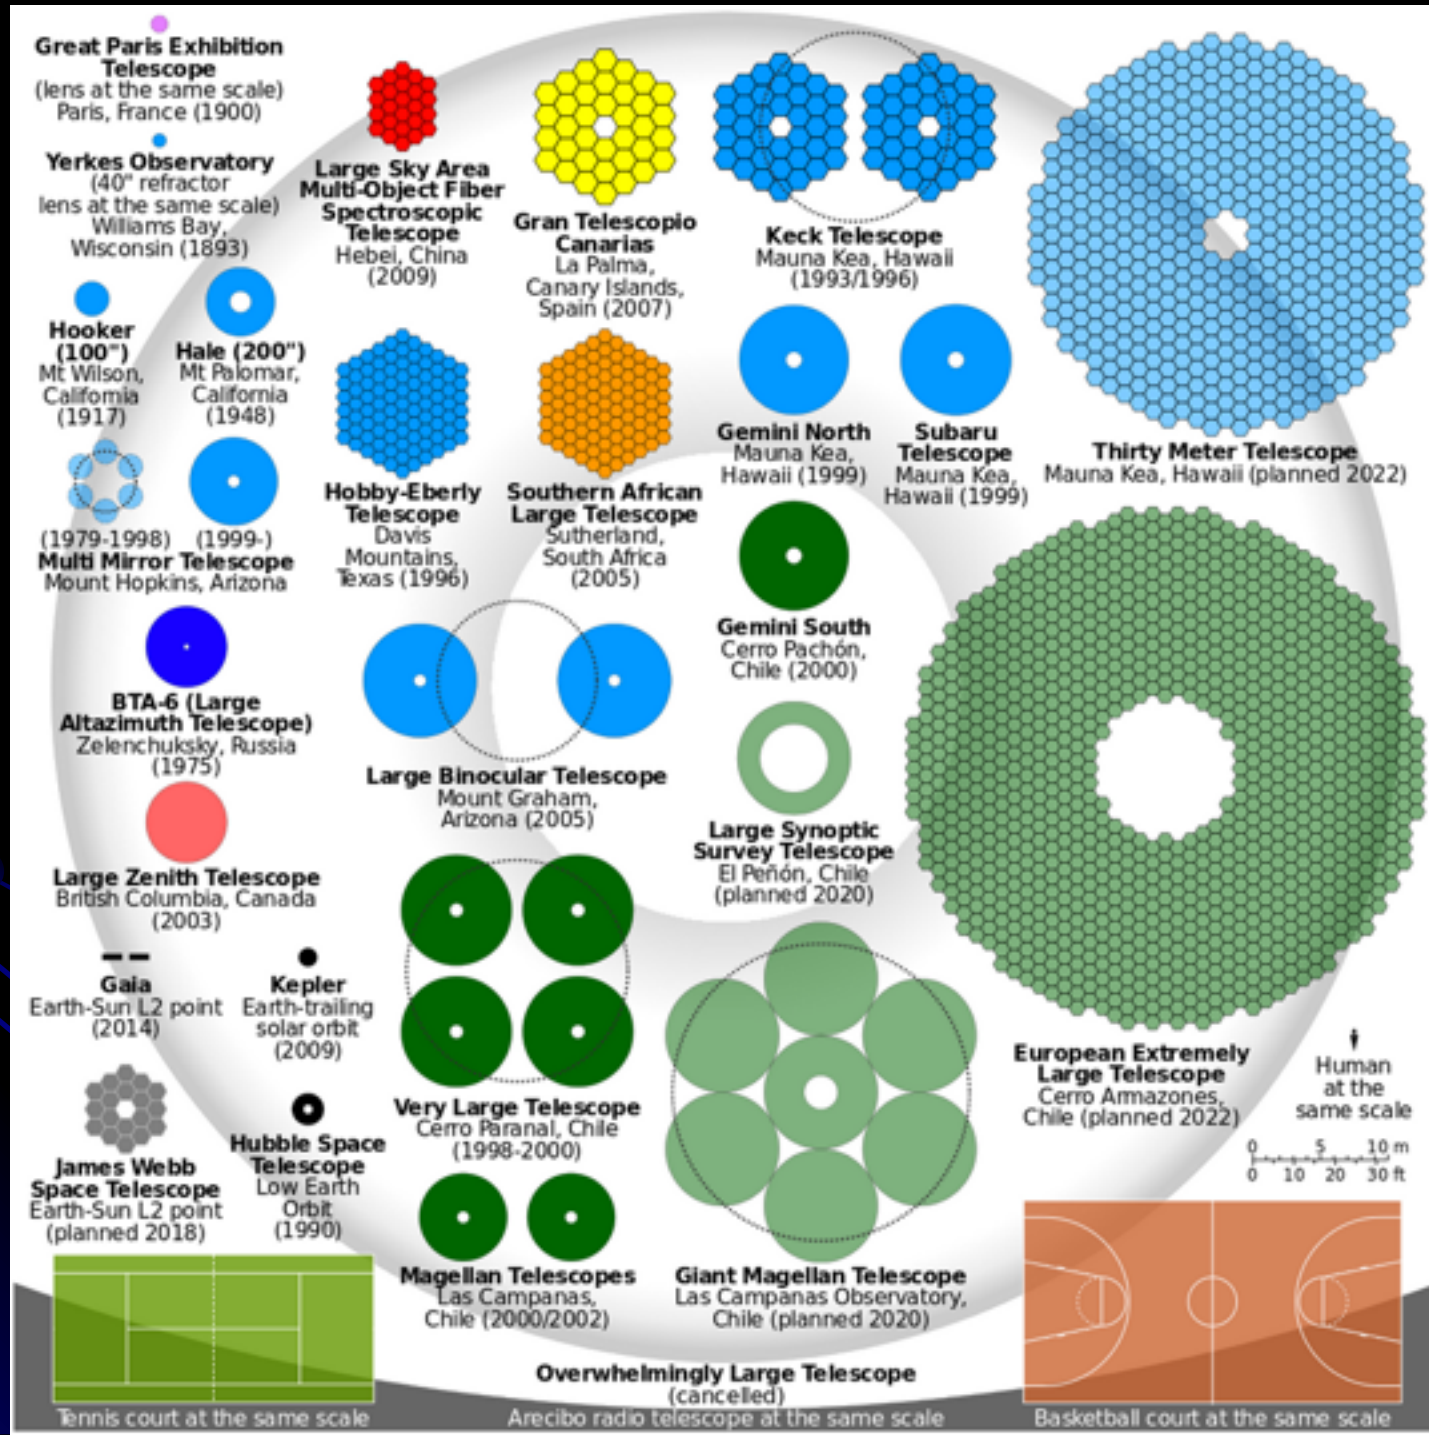 Great Paris Exhibition
Telescope
(lens at the same scale)
Paris, France (1900)
Yerkes Observatory
(40" refractor
lens at the same scale)
Williams Bay,
Wisconsin (1893)
Hooker
(100")
Mt Wilson,
California
(1917)
Hale (200")
Mt Palomar,
California
(1948)
(1979-1998) (1999-)
Multi Mirror Telescope
Mount Hopkins, Arizona
BTA-6 (Large
Altazimuth Telescope)
Zelenchuksky, Russia
(1975)
Large Zenith Telescope
British Columbia, Canada
(2003)
Gaia
Earth-Sun L2 point
(2014)
Kepler
Earth-trailing
solar orbit
(2009)
James Webb
Space Telescope
Earth-Sun L2 point
(planned 2018)
Hubble Space
Telescope
Low Earth
Orbit
(1990)
Large Sky Area
Multi-Object Fiber
Spectroscopic
Telescope
Hebei, China
(2009)
Gran Telescopio
Canarias
La Palma,
Canary Islands,
Spain (2007)
Keck Telescope
Mauna Kea, Hawaii
(1993/1996)
Hobby-Eberly
Telescope
Davis
Mountains,
Texas (1996)
Southern African
Large Telescope
Sutherland,
South Africa
(2005)
Gemini North
Mauna Kea,
Hawaii (1999)
Subaru
Telescope
Mauna Kea,
Hawaii (1999)
Thirty Meter Telescope
Mauna Kea, Hawaii (planned 2022)
Gemini South
Cerro Pachón,
Chile (2000)
Large Binocular Telescope
Mount Graham,
Arizona (2005)
Large Synoptic
Survey Telescope
El Peñón, Chile
(planned 2020)
Very Large Telescope
Cerro Paranal, Chile
(1998-2000)
Magellan Telescopes
Las Campanas,
Chile (2000/2002)
Giant Magellan Telescope
Las Campanas Observatory,
Chile (planned 2020)
European Extremely
Large Telescope
Cerro Armazones,
Chile (planned 2022)
Human
at the
same scale
0 5 10 m
0 10 20 30 ft
Overwhelmingly Large Telescope
(cancelled)
Tennis court at the same scale
Arecibo radio telescope at the same scale
Basketball court at the same scale